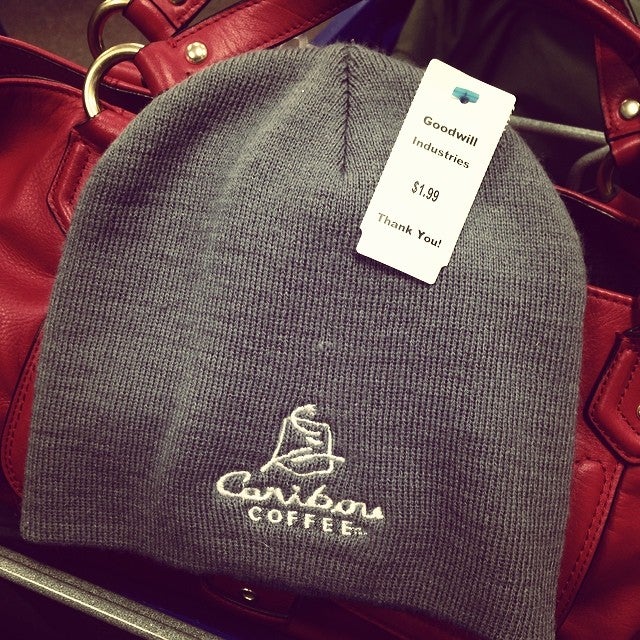 Goodwill
Industries
$1.99
Thank You!
Caribou
COFFEE